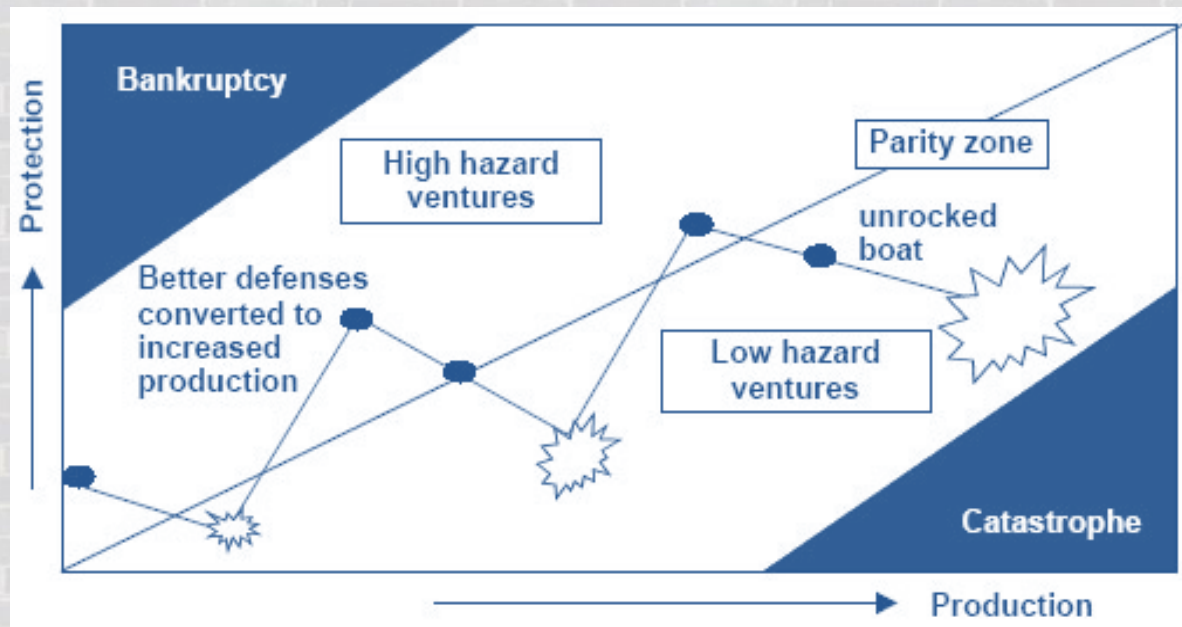 Bankruptcy
Protection
High hazard
ventures
Parity zone
unrocked
boat
Better defenses
converted to
increased
production
Low hazard
ventures
Catastrophe
Production